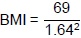 BMI = 69 / 1.64²